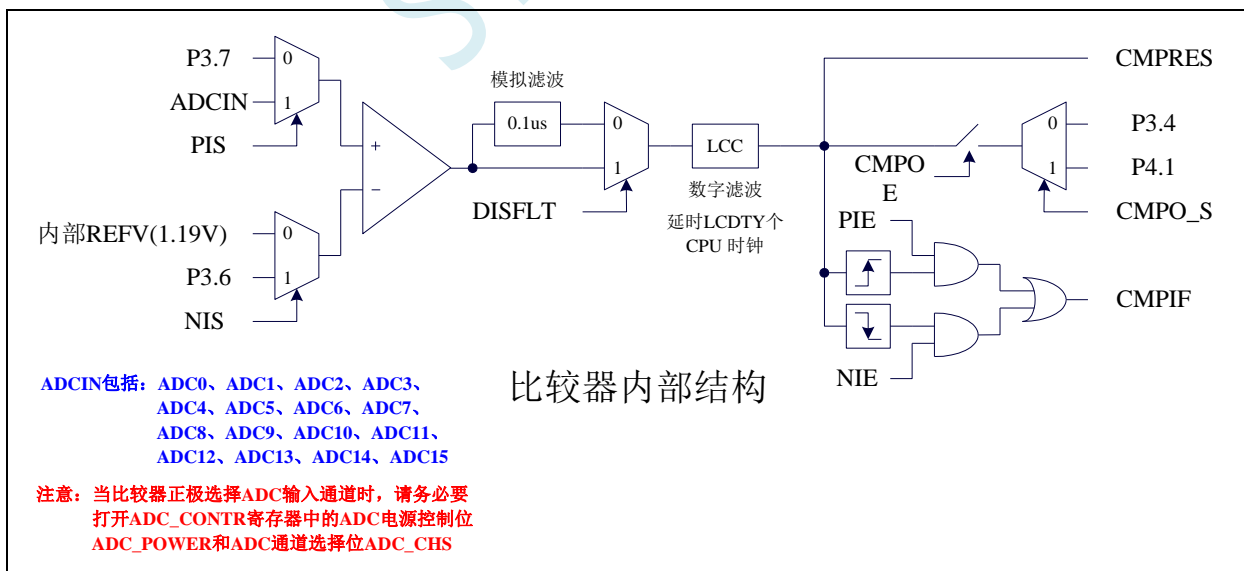 P3.7
0
ADCIN
1
PIS
+
−
内部REFV(1.19V)
0
P3.6
1
NIS
模拟滤波
0.1us
0
1
DISFLT
LCC
数字滤波
延时LCDTY个
CPU 时钟
CMPRES
0
P3.4
1
P4.1
CMPO
E
CMPO_S
PIE
CMPIF
NIE
比较器内部结构
ADCIN包括：ADC0、ADC1、ADC2、ADC3、
ADC4、ADC5、ADC6、ADC7、
ADC8、ADC9、ADC10、ADC11、
ADC12、ADC13、ADC14、ADC15
注意：当比较器正极选择ADC输入通道时，请务必要
打开ADC_CONTR寄存器中的ADC电源控制位
ADC_POWER和ADC通道选择位ADC_CHS